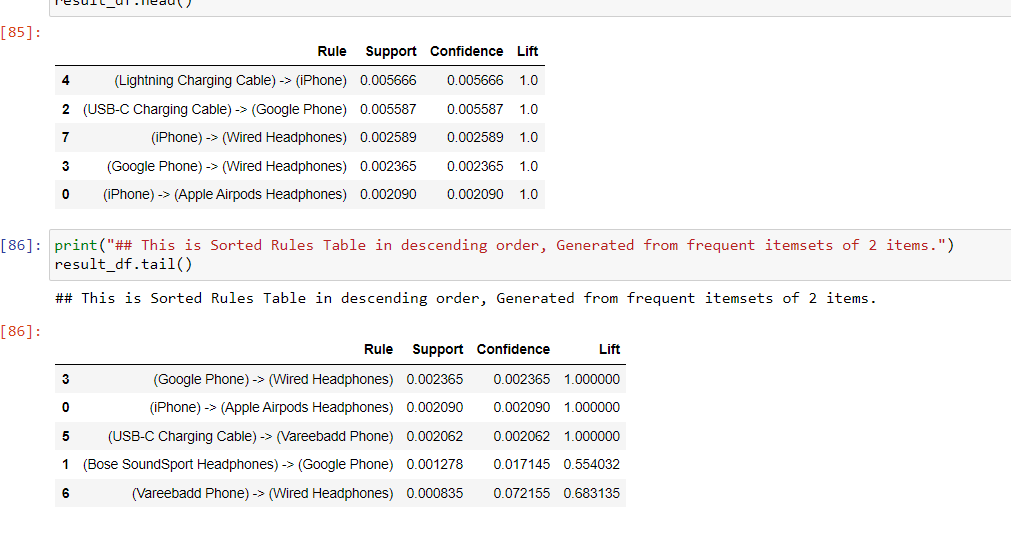 result_df.head()
[85]:
Rule Support Confidence Lift
4 (Lightning Charging Cable) -> (iPhone) 0.005666 0.005666 1.0
2 (USB-C Charging Cable) -> (Google Phone) 0.005587 0.005587 1.0
7 (iPhone) -> (Wired Headphones) 0.002589 0.002589 1.0
3 (Google Phone) -> (Wired Headphones) 0.002365 0.002365 1.0
0 (iPhone) -> (Apple Airpods Headphones) 0.002090 0.002090 1.0
[86]: print("## This is Sorted Rules Table in descending order, Generated from frequent itemsets of 2 items.")
result_df.tail()
## This is Sorted Rules Table in descending order, Generated from frequent itemsets of 2 items.
[86]:
Rule Support Confidence Lift
3 (Google Phone) -> (Wired Headphones) 0.002365 0.002365 1.000000
0 (iPhone) -> (Apple Airpods Headphones) 0.002090 0.002090 1.000000
5 (USB-C Charging Cable) -> (Vareebadd Phone) 0.002062 0.002062 1.000000
1 (Bose SoundSport Headphones) -> (Google Phone) 0.001278 0.017145 0.554032
6 (Vareebadd Phone) -> (Wired Headphones) 0.000835 0.072155 0.683135